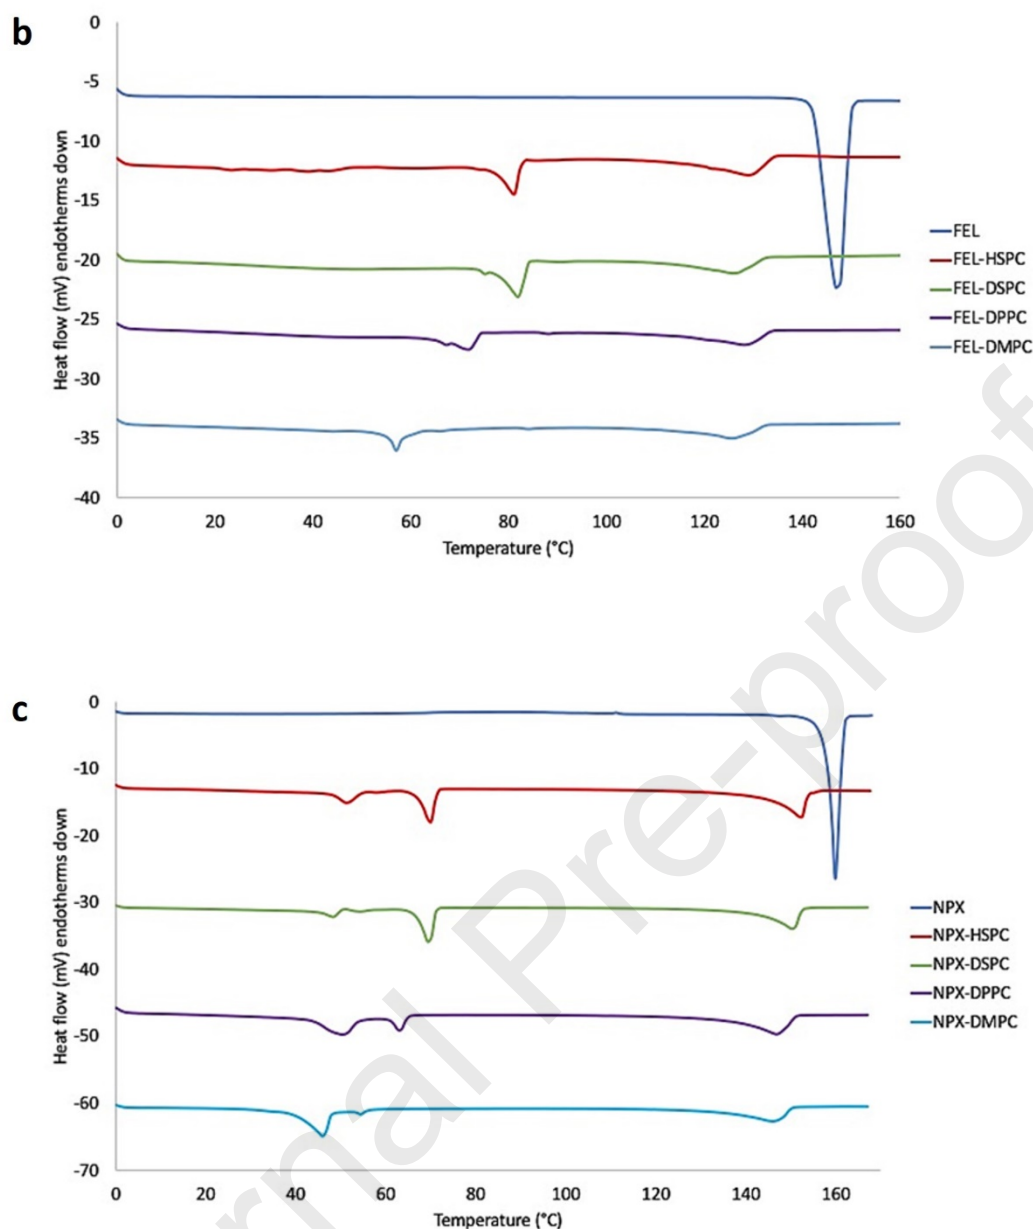 b
0
-5
-10
-15
-20
-25
-30
-35
-40
Heat flow (mV) endotherms down
0 20 40 60 80 100 120 140 160
Temperature (°C)
FEL
FEL-HSPC
FEL-DSPC
FEL-DPPC
FEL-DMPC
c
0
-10
-20
-30
-40
-50
-60
-70
Heat flow (mV) endotherms down
0 20 40 60 80 100 120 140 160
Temperature (°C)
NPX
NPX-HSPC
NPX-DSPC
NPX-DPPC
NPX-DMPC
rnal Pre-proof